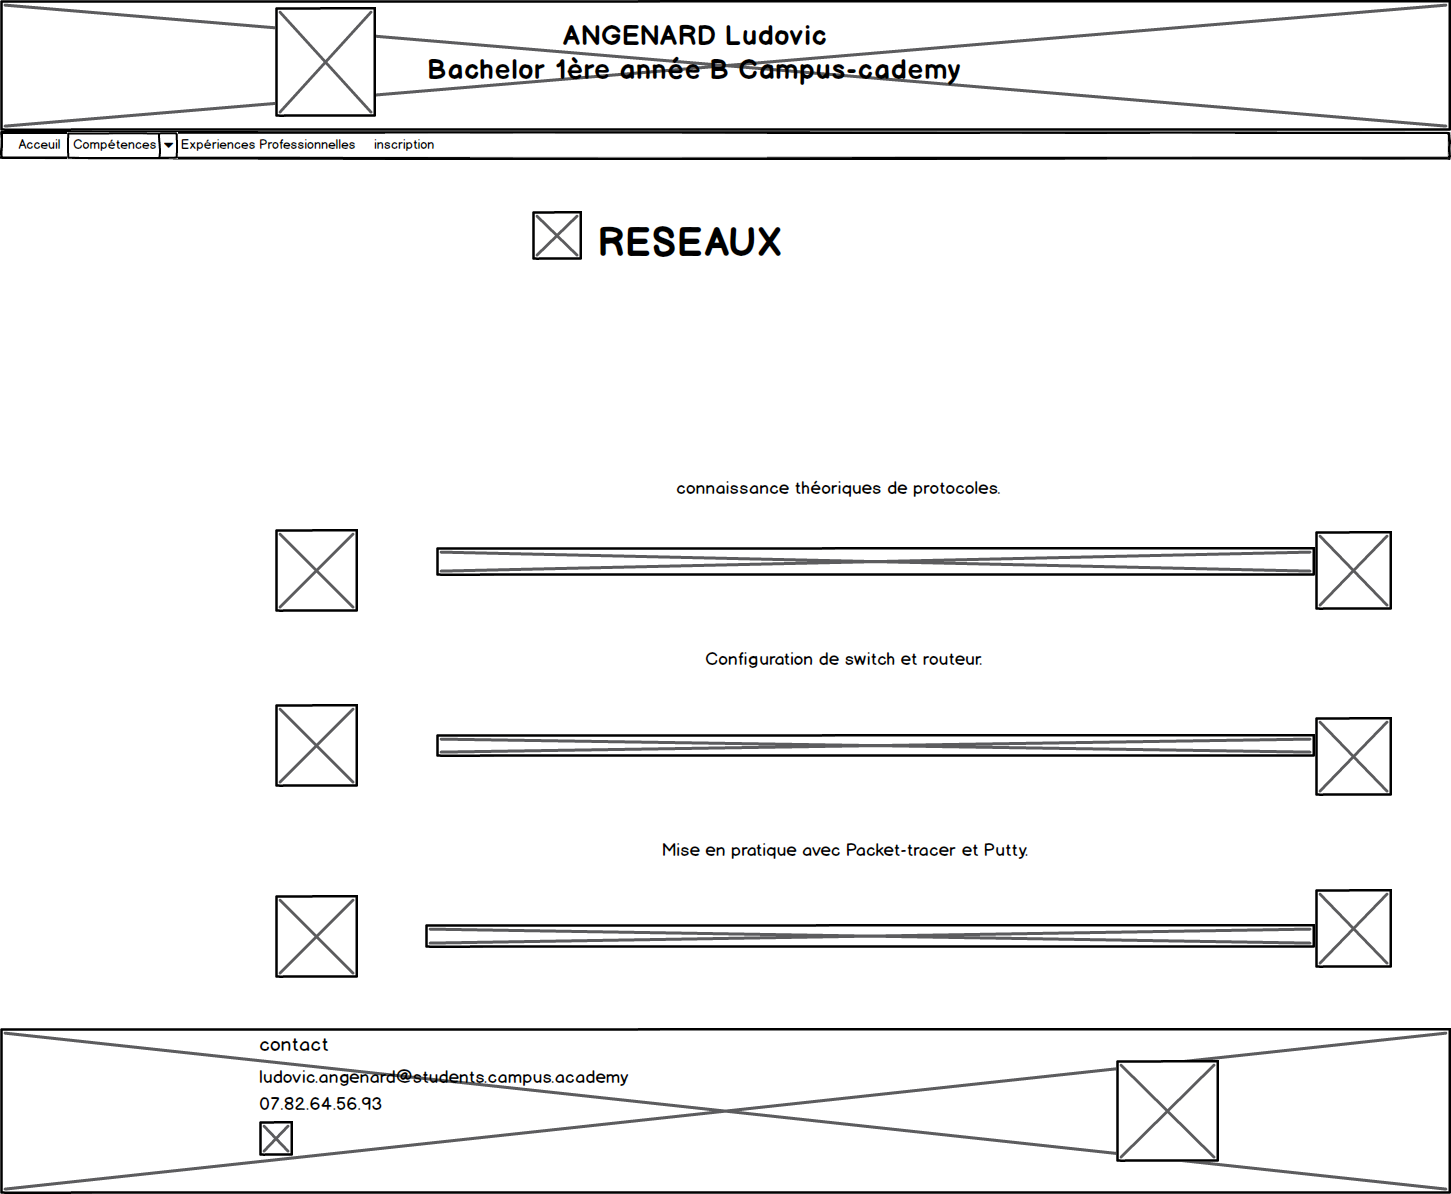 ANGENARD Ludovic
Bachelor 1ère année B Campus-cademy
Acceuil Compétences Expériences Professionnelles inscription
RESEAUX
connaissance théoriques de protocoles.
Configuration de switch et routeur.
Mise en pratique avec Packet-tracer et Putty.
contact
ludovic.angenard@students.campus.academy
07.82.64.56.93